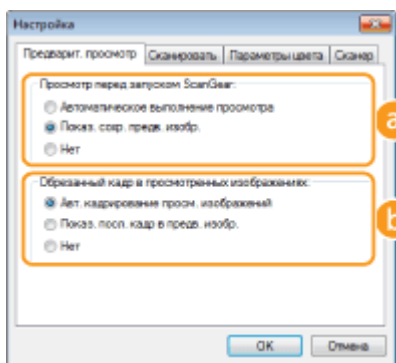 Настройка
Предварит. просмотр Сканировать Параметры цвета Сканер
Просмотр перед запуском ScanGear:
Автоматическое выполнение просмотра
Показ. сохр. предв. изобр.
Нет
a
Обрезанный кадр в просмотренных изображениях:
Авт. кадрирование просм. изображений
Показ. посл. кадр в предв. изобр.
Нет
b
OK Отмена